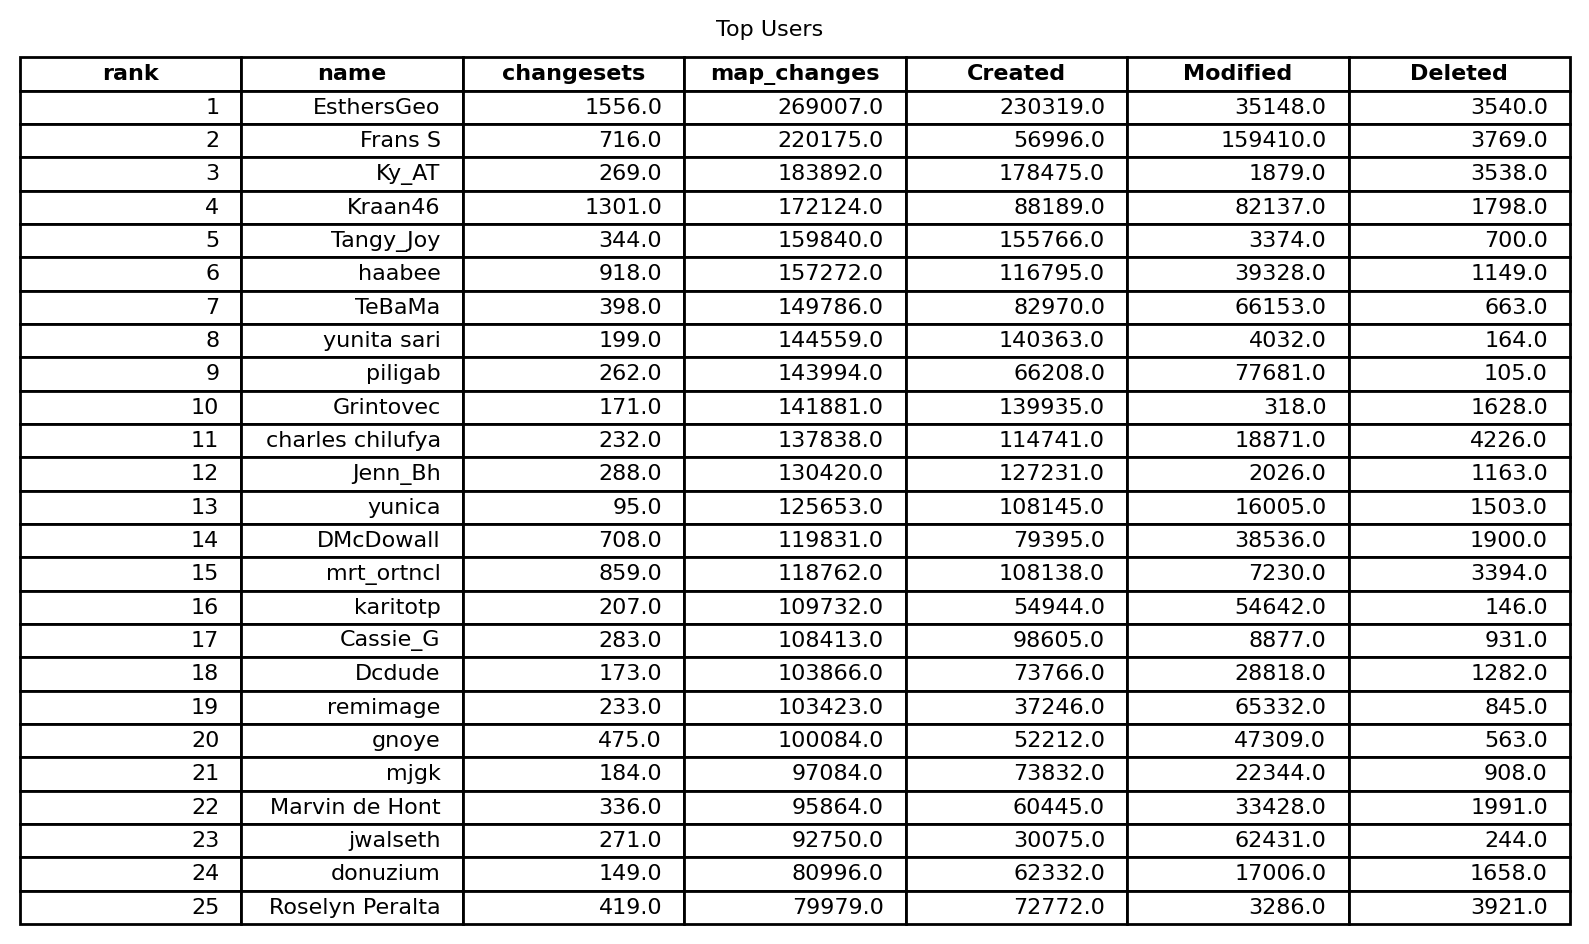 Top Users
rank name changesets map_changes Created Modified Deleted
1 EsthersGeo 1556.0 269007.0 230319.0 35148.0 3540.0
2 Frans S 716.0 220175.0 56996.0 159410.0 3769.0
3 Ky_AT 269.0 183892.0 178475.0 1879.0 3538.0
4 Kraan46 1301.0 172124.0 88189.0 82137.0 1798.0
5 Tangy_Joy 344.0 159840.0 155766.0 3374.0 700.0
6 haabee 918.0 157272.0 116795.0 39328.0 1149.0
7 TeBaMa 398.0 149786.0 82970.0 66153.0 663.0
8 yunita sari 199.0 144559.0 140363.0 4032.0 164.0
9 piligab 262.0 143994.0 66208.0 77681.0 105.0
10 Grintovec 171.0 141881.0 139935.0 318.0 1628.0
11 charles chilufya 232.0 137838.0 114741.0 18871.0 4226.0
12 Jenn_Bh 288.0 130420.0 127231.0 2026.0 1163.0
13 yunica 95.0 125653.0 108145.0 16005.0 1503.0
14 DMcDowall 708.0 119831.0 79395.0 38536.0 1900.0
15 mrt_ortncl 859.0 118762.0 108138.0 7230.0 3394.0
16 karitotp 207.0 109732.0 54944.0 54642.0 146.0
17 Cassie_G 283.0 108413.0 98605.0 8877.0 931.0
18 Dcdude 173.0 103866.0 73766.0 28818.0 1282.0
19 remimage 233.0 103423.0 37246.0 65332.0 845.0
20 gnoye 475.0 100084.0 52212.0 47309.0 563.0
21 mjgk 184.0 97084.0 73832.0 22344.0 908.0
22 Marvin de Hont 336.0 95864.0 60445.0 33428.0 1991.0
23 jwalseth 271.0 92750.0 30075.0 62431.0 244.0
24 donuzium 149.0 80996.0 62332.0 17006.0 1658.0
25 Roselyn Peralta 419.0 79979.0 72772.0 3286.0 3921.0